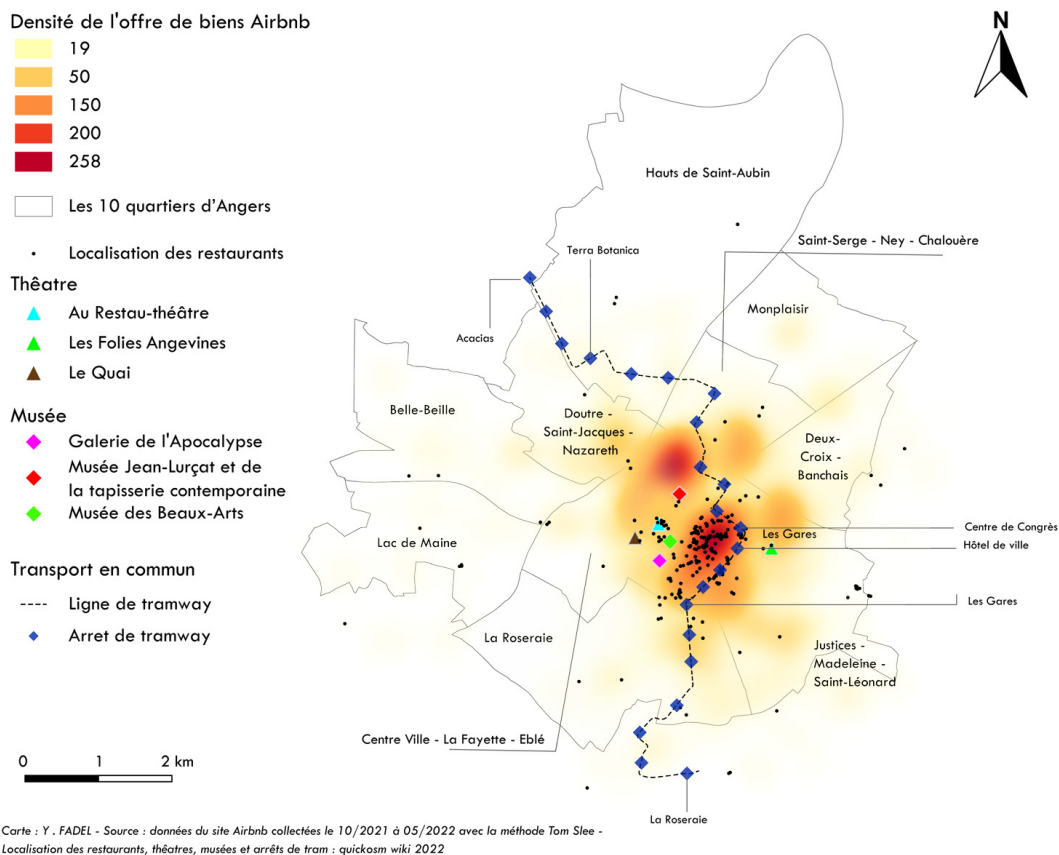 Densité de l'offre de biens Airbnb
19
50
150
200
258
Les 10 quartiers d'Angers
Localisation des restaurants
Thêatre
Au Restau-théâtre
Les Folies Angevines
Le Quai
Musée
Galerie de l'Apocalypse
Musée Jean-Lurçat et de
la tapisserie contemporaine
Musée des Beaux-Arts
Transport en commun
Ligne de tramway
Arret de tramway
0 1 2 km
N
Hauts de Saint-Aubin
Saint-Serge - Ney - Chalouère
Terra Botanica
Monplaisir
Acacias
Belle-Beille
Doutre -
Saint-Jacques -
Nazareth
Deux-
Croix -
Banchais
Centre de Congrès
Les Gares
Hôtel de ville
Lac de Maine
Les Gares
La Roseraie
Justices -
Madeleine -
Saint-Léonard
Centre Ville - La Fayette - Eblé
La Roseraie
Carte : Y . FADEL - Source : données du site Airbnb collectées le 10/2021 à 05/2022 avec la méthode Tom Slee -
Localisation des restaurants, théatres, musées et arrêts de tram : quickosm wiki 2022